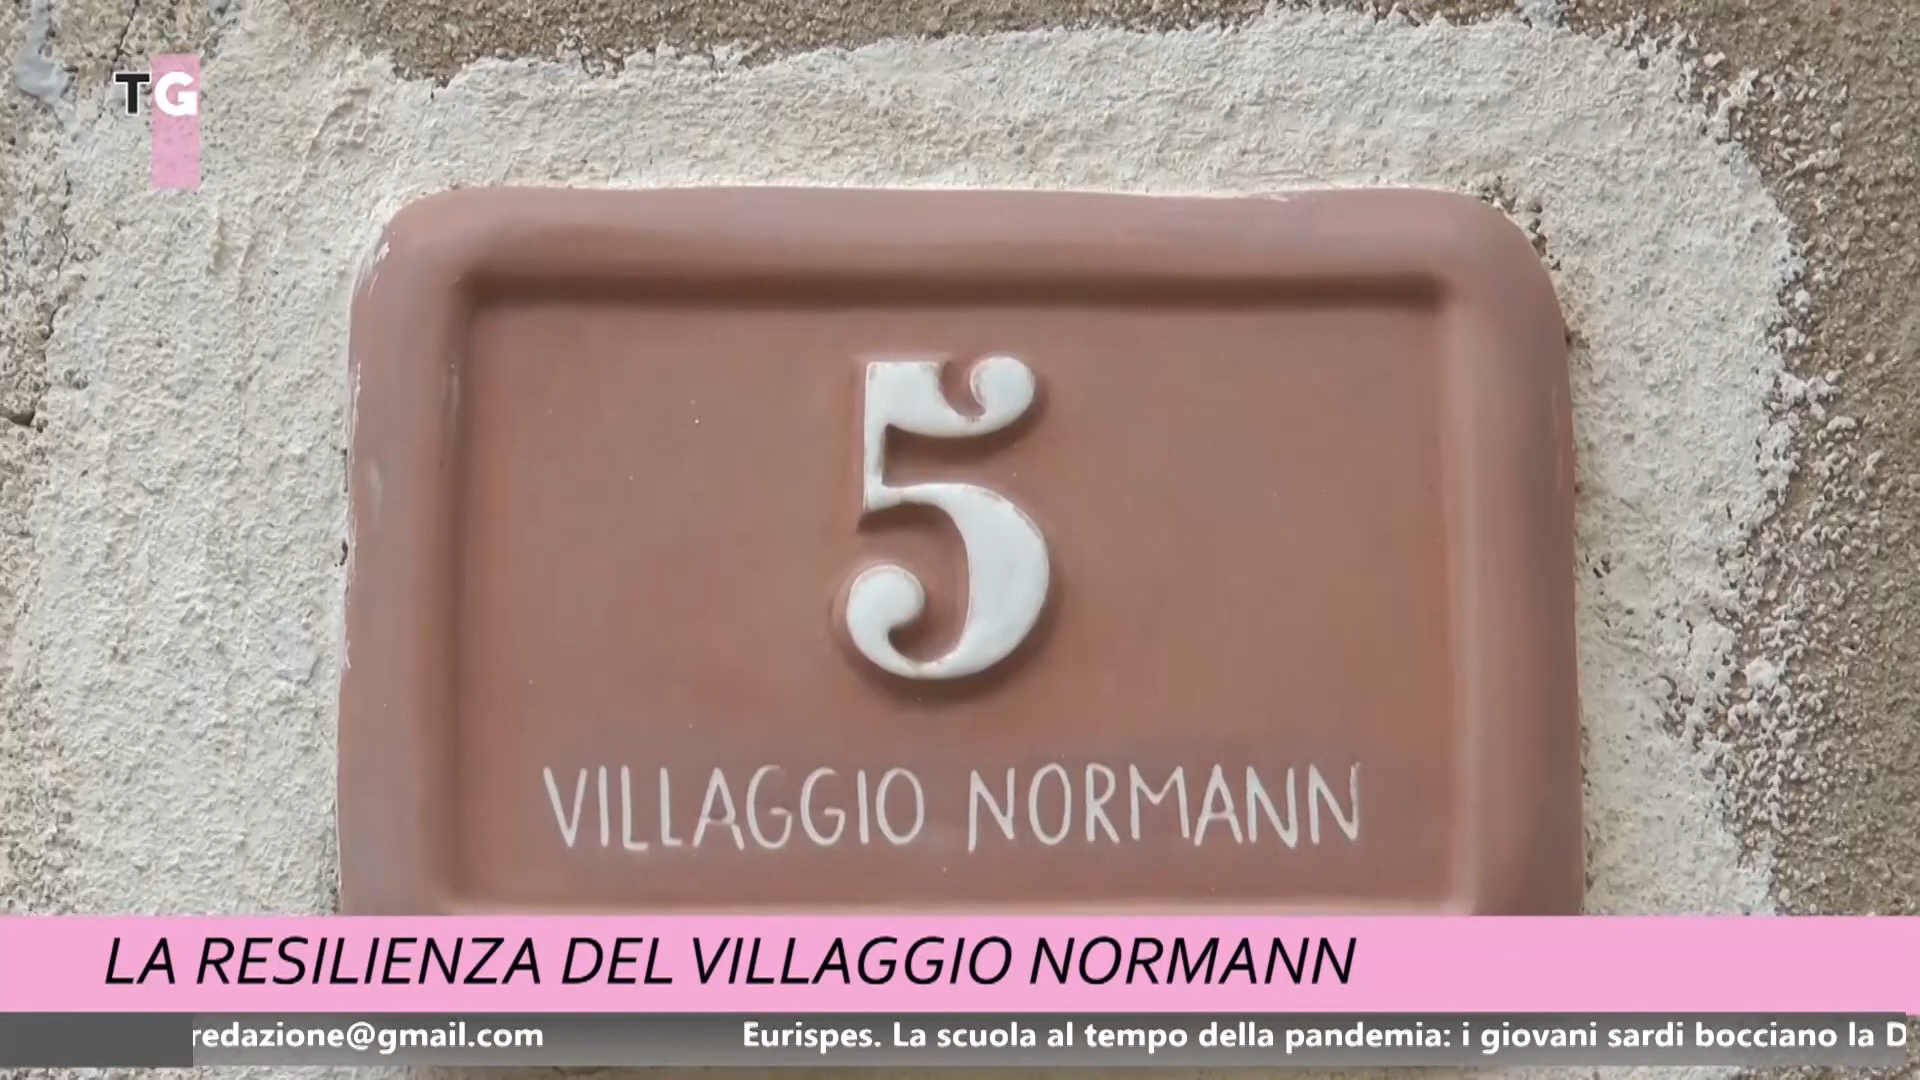 TG
5
VILLAGGIO NORMANN
LA RESILIENZA DEL VILLAGGIO NORMANN
redazione@gmail.com Eurispes. La scuola al tempo della pandemia: i giovani sardi bocciano la D